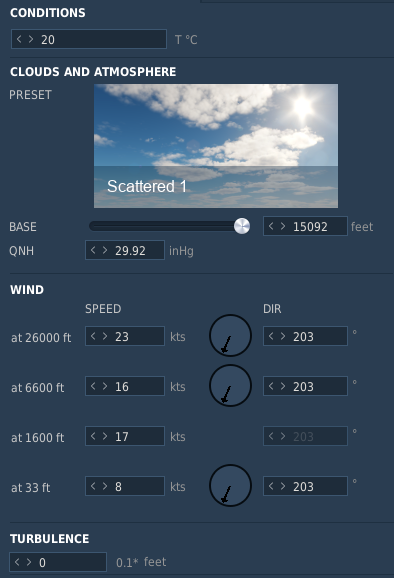 CONDITIONS
< > 20 T °C
CLOUDS AND ATMOSPHERE
PRESET
Scattered 1
BASE < > 15092 feet
QNH < > 29.92 inHg
WIND
SPEED DIR
at 26000 ft < > 23 kts < > 203 °
at 6600 ft < > 16 kts < > 203 °
at 1600 ft < > 17 kts < > 203 °
at 33 ft < > 8 kts < > 203 °
TURBULENCE
< > 0 0.1* feet